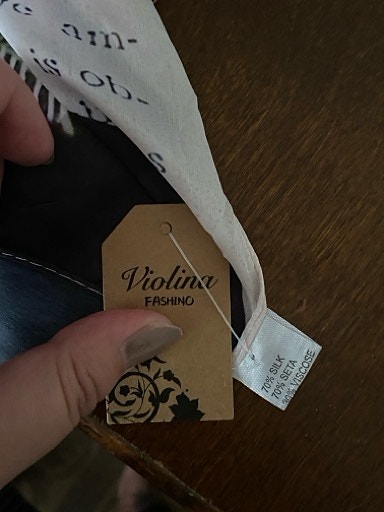 am-
is ob-
s
Violina
FASHINO
70% SILK
70% SETA
30% VISCOSE